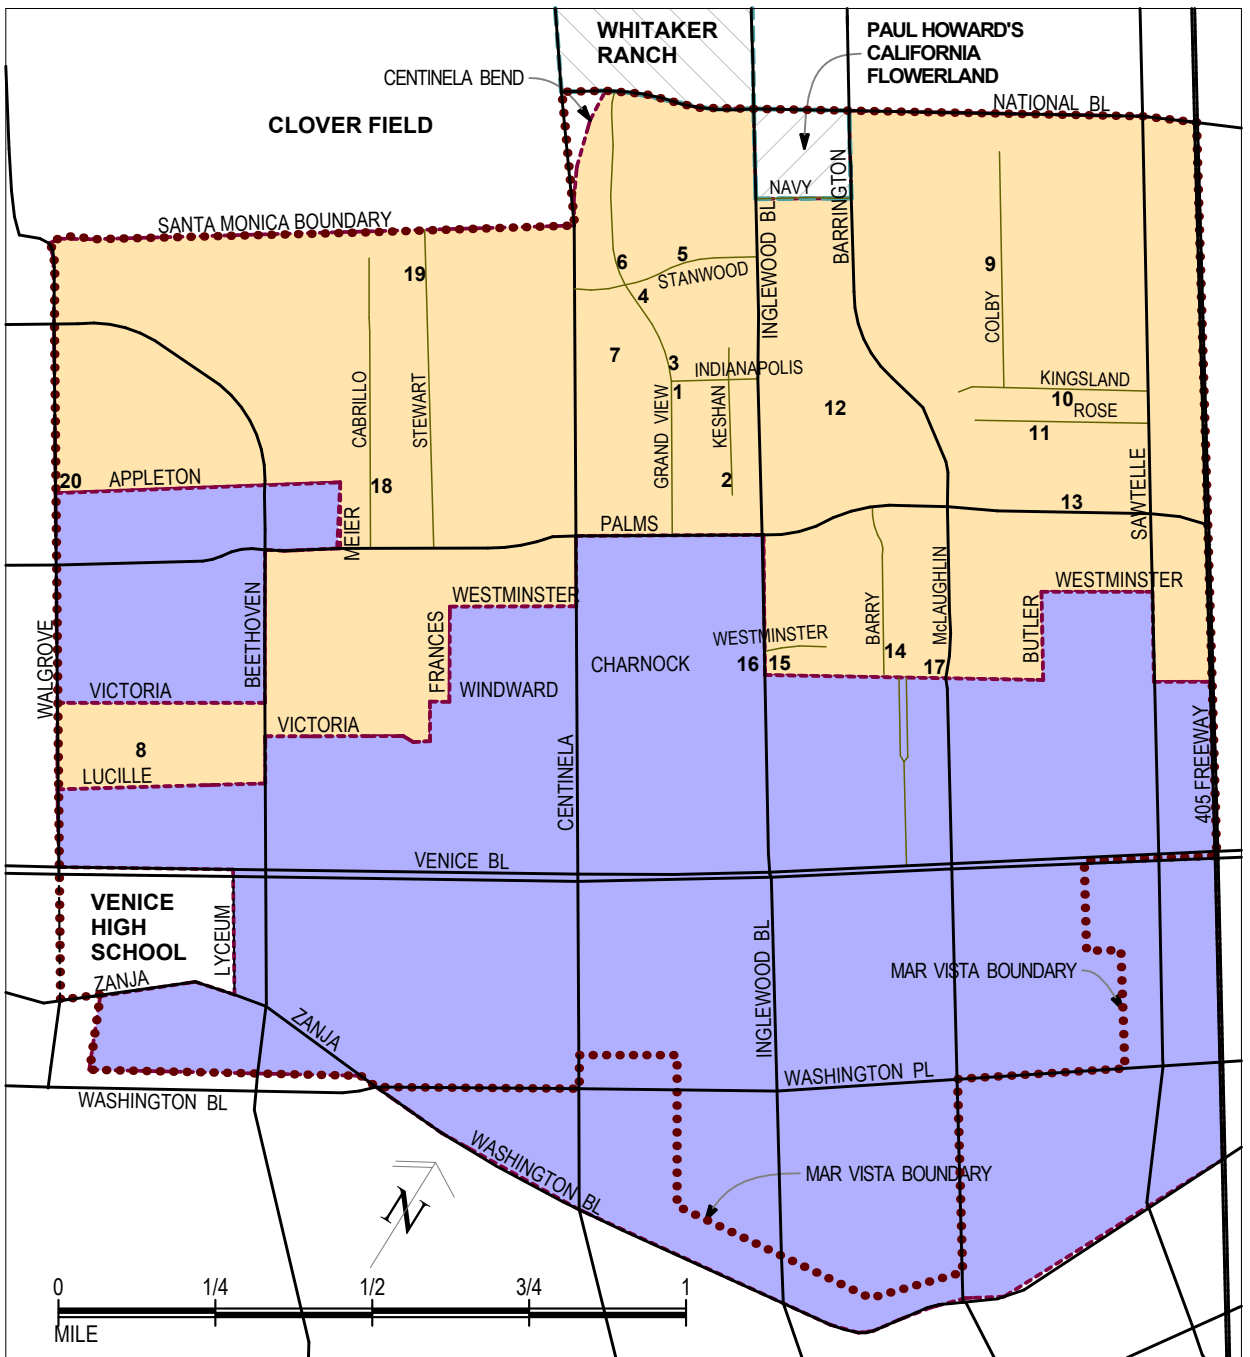 WHITAKER
RANCH
PAUL HOWARD'S
CALIFORNIA
FLOWERLAND
CENTINELA BEND
NATIONAL BL
CLOVER FIELD
NAVY
SANTA MONICA BOUNDARY
BARRINGTON
INGLEWOOD BL
19
6
5
STANWOOD
4
9
COLBY
7
3
INDIANAPOLIS
1
KINGSLAND
10
ROSE
CABRILLO
STEWART
GRAND VIEW
KESHAN
12
11
20
APPLETON
18
2
13
SAWTELLE
MEIER
PALMS
BEETHOVEN
WESTMINSTER
FRANCES
BARRY
McLAUGHLIN
BUTLER
WESTMINSTER
WESTMINSTER
WALGROVE
CHARNOCK
16
15
14
17
VICTORIA
WINDWARD
VICTORIA
8
LUCILLE
CENTINELA
405 FREEWAY
VENICE BL
VENICE
HIGH
SCHOOL
LYCEUM
ZANJA
INGLEWOOD BL
MAR VISTA BOUNDARY
ZANJA
WASHINGTON PL
WASHINGTON BL
WASHINGTON BL
MAR VISTA BOUNDARY
N
0
1/4
1/2
3/4
1
MILE